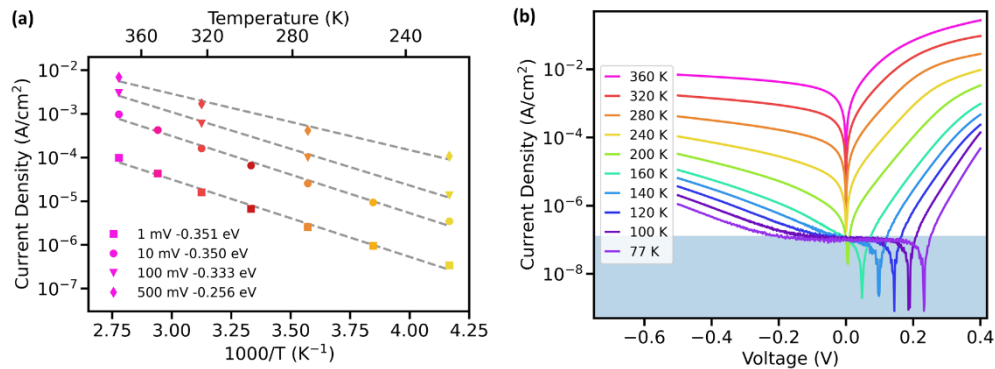 (a)
Temperature (K)
350 300 240
10⁻²
10⁻³
10⁻⁴
10⁻⁵
10⁻⁶
10⁻⁷
Current Density (A/cm²)
1 mV -0.351 eV
10 mV -0.350 eV
100 mV -0.333 eV
500 mV -0.256 eV
2.75 3.00 3.25 3.50 3.75 4.00 4.25
1000/T (K⁻¹)
(b)
10⁻²
10⁻⁴
10⁻⁶
10⁻⁸
Current Density (A/cm²)
360 K
320 K
280 K
240 K
200 K
160 K
140 K
120 K
100 K
77 K
−0.6 −0.4 −0.2 0.0 0.2 0.4
Voltage (V)